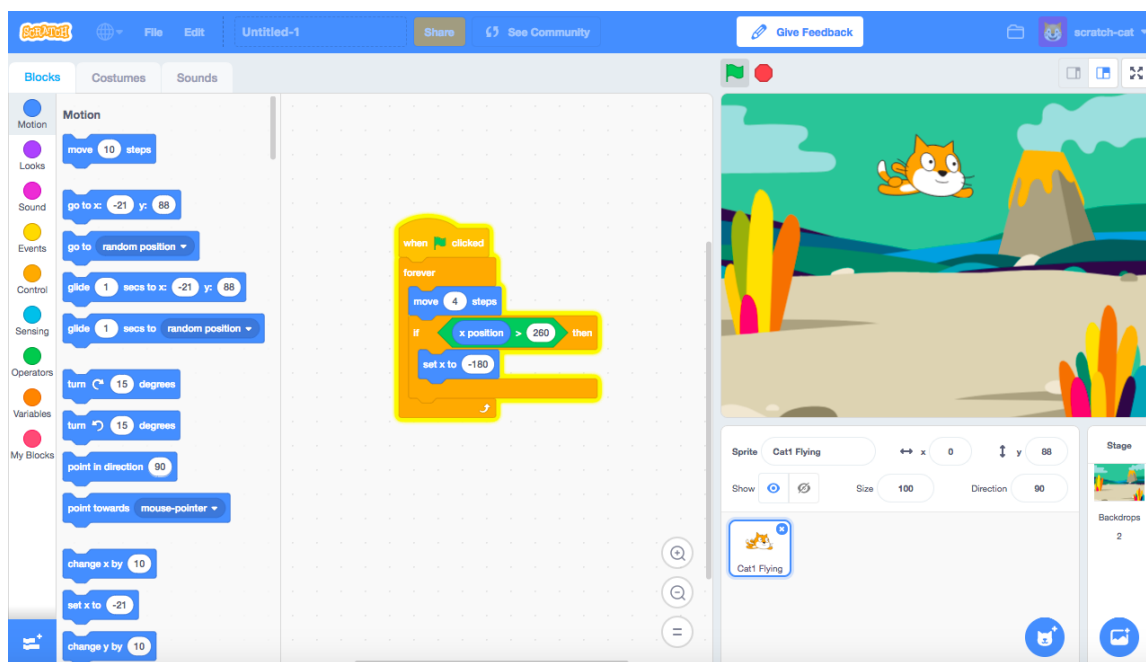 SCRATCH File Edit Untitled-1 Share See Community Give Feedback scratch-cat
Blocks Costumes Sounds
Motion
Looks
Sound
Events
Control
Sensing
Operators
Variables
My Blocks
Motion
move 10 steps
go to x: -21 y: 88
go to random position
glide 1 secs to x: -21 y: 88
glide 1 secs to random position
turn 15 degrees
turn 15 degrees
point in direction 90
point towards mouse-pointer
change x by 10
set x to -21
change y by 10
when clicked
forever
move 4 steps
if x position > 260 then
set x to -180
Sprite Cat1 Flying x 0 y 88
Show Size 100 Direction 90
Cat1 Flying
Stage
Backdrops
2